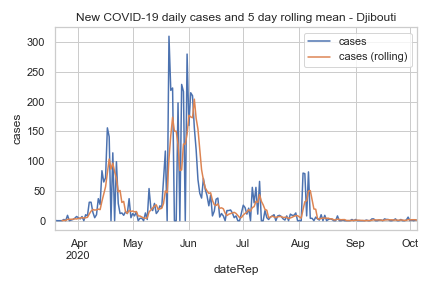 New COVID-19 daily cases and 5 day rolling mean - Djibouti
cases
cases (rolling)
300
250
200
150
100
50
0
cases
Apr May Jun Jul Aug Sep Oct
2020
dateRep